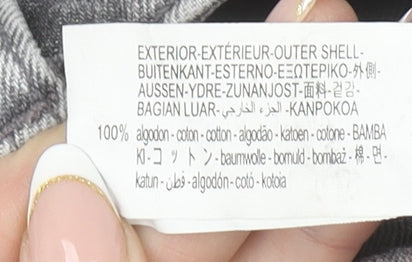 EXTERIOR-EXTÉRIEUR-OUTER SHELL-
BUITENKANT-ESTERNO-ΕΞΩΤΕΡΙΚΟ-外側-
AUSSEN-YDRE-ZUNANJOST-面料-겉감-
BAGIAN LUAR-الجزء الخارجي-KANPOKOA
100% algodon - coton - cotton - algodão - katoen - cotone - ΒΑΜΒΑ
ΚΙ - コットン - baumwolle - bomuld - bombaž - 棉 - 면 -
katun - قطن - algodón - cotó - kotoia